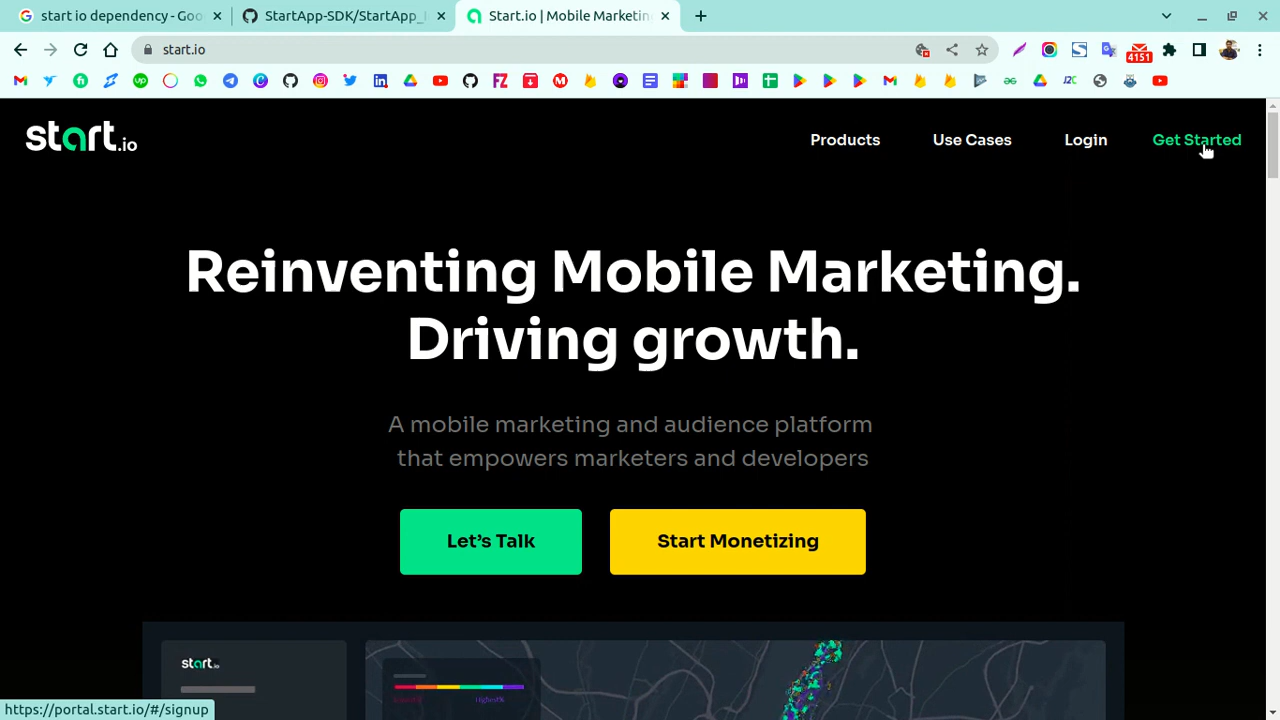 start io dependency - Goo
StartApp-SDK/StartApp_
Start.io | Mobile Marketin
start.io
4151
start.io
Products
Use Cases
Login
Get Started
Reinventing Mobile Marketing.
Driving growth.
A mobile marketing and audience platform
that empowers marketers and developers
Let's Talk
Start Monetizing
start.io
Highest%
https://portal.start.io/#/signup